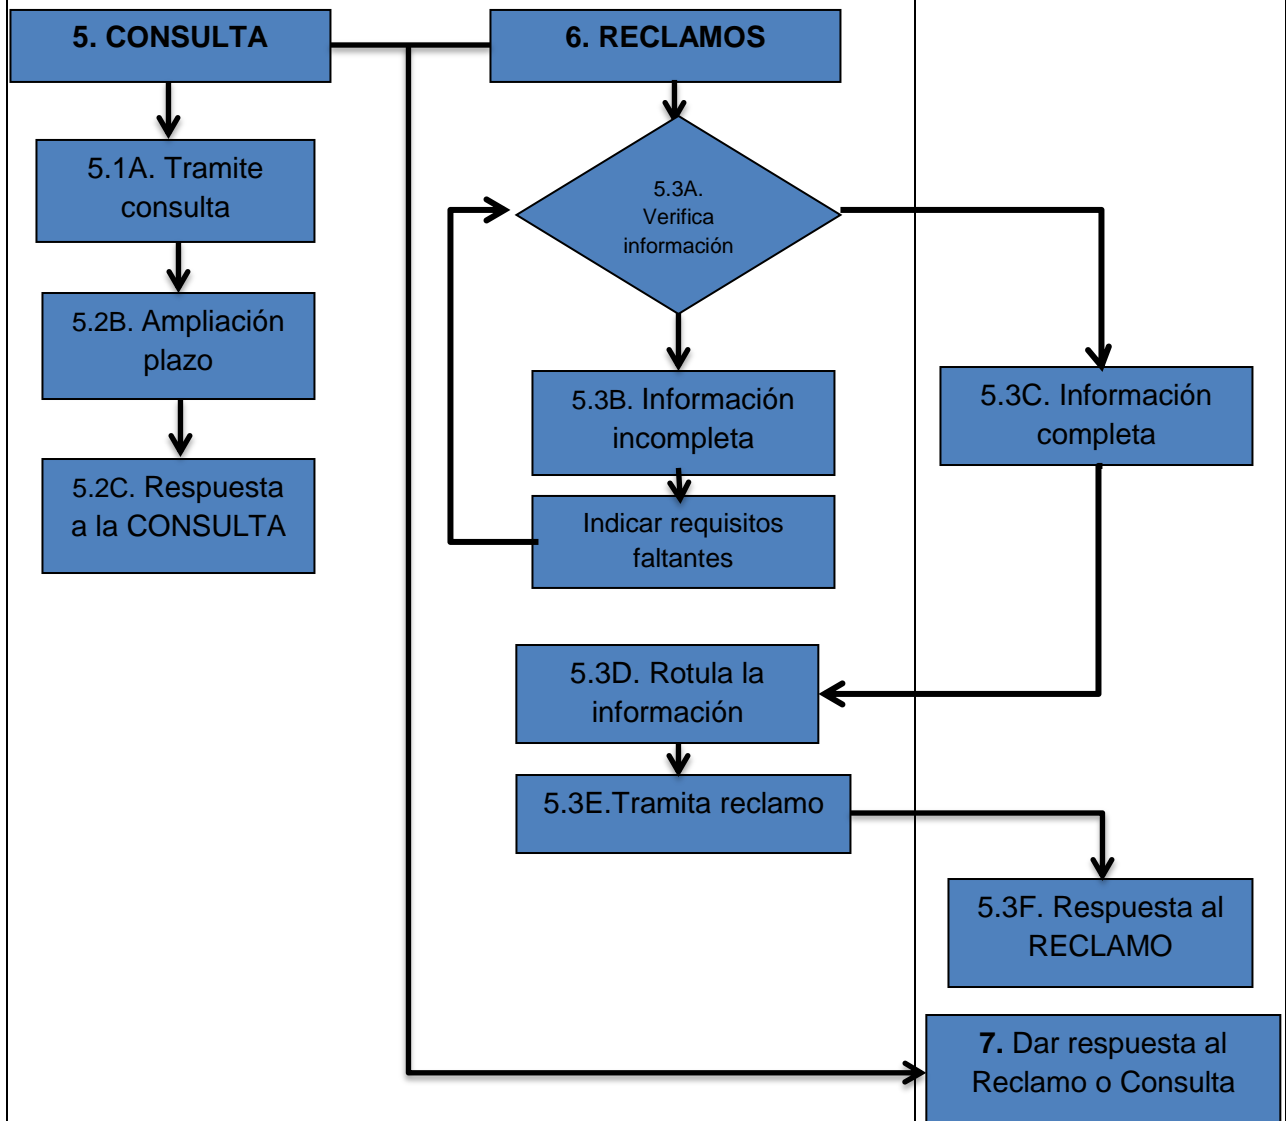 5. CONSULTA
6. RECLAMOS
5.1A. Tramite
consulta
5.2B. Ampliación
plazo
5.2C. Respuesta
a la CONSULTA
5.3A.
Verifica
información
5.3B. Información
incompleta
Indicar requisitos
faltantes
5.3C. Información
completa
5.3D. Rotula la
información
5.3E.Tramita reclamo
5.3F. Respuesta al
RECLAMO
7. Dar respuesta al
Reclamo o Consulta